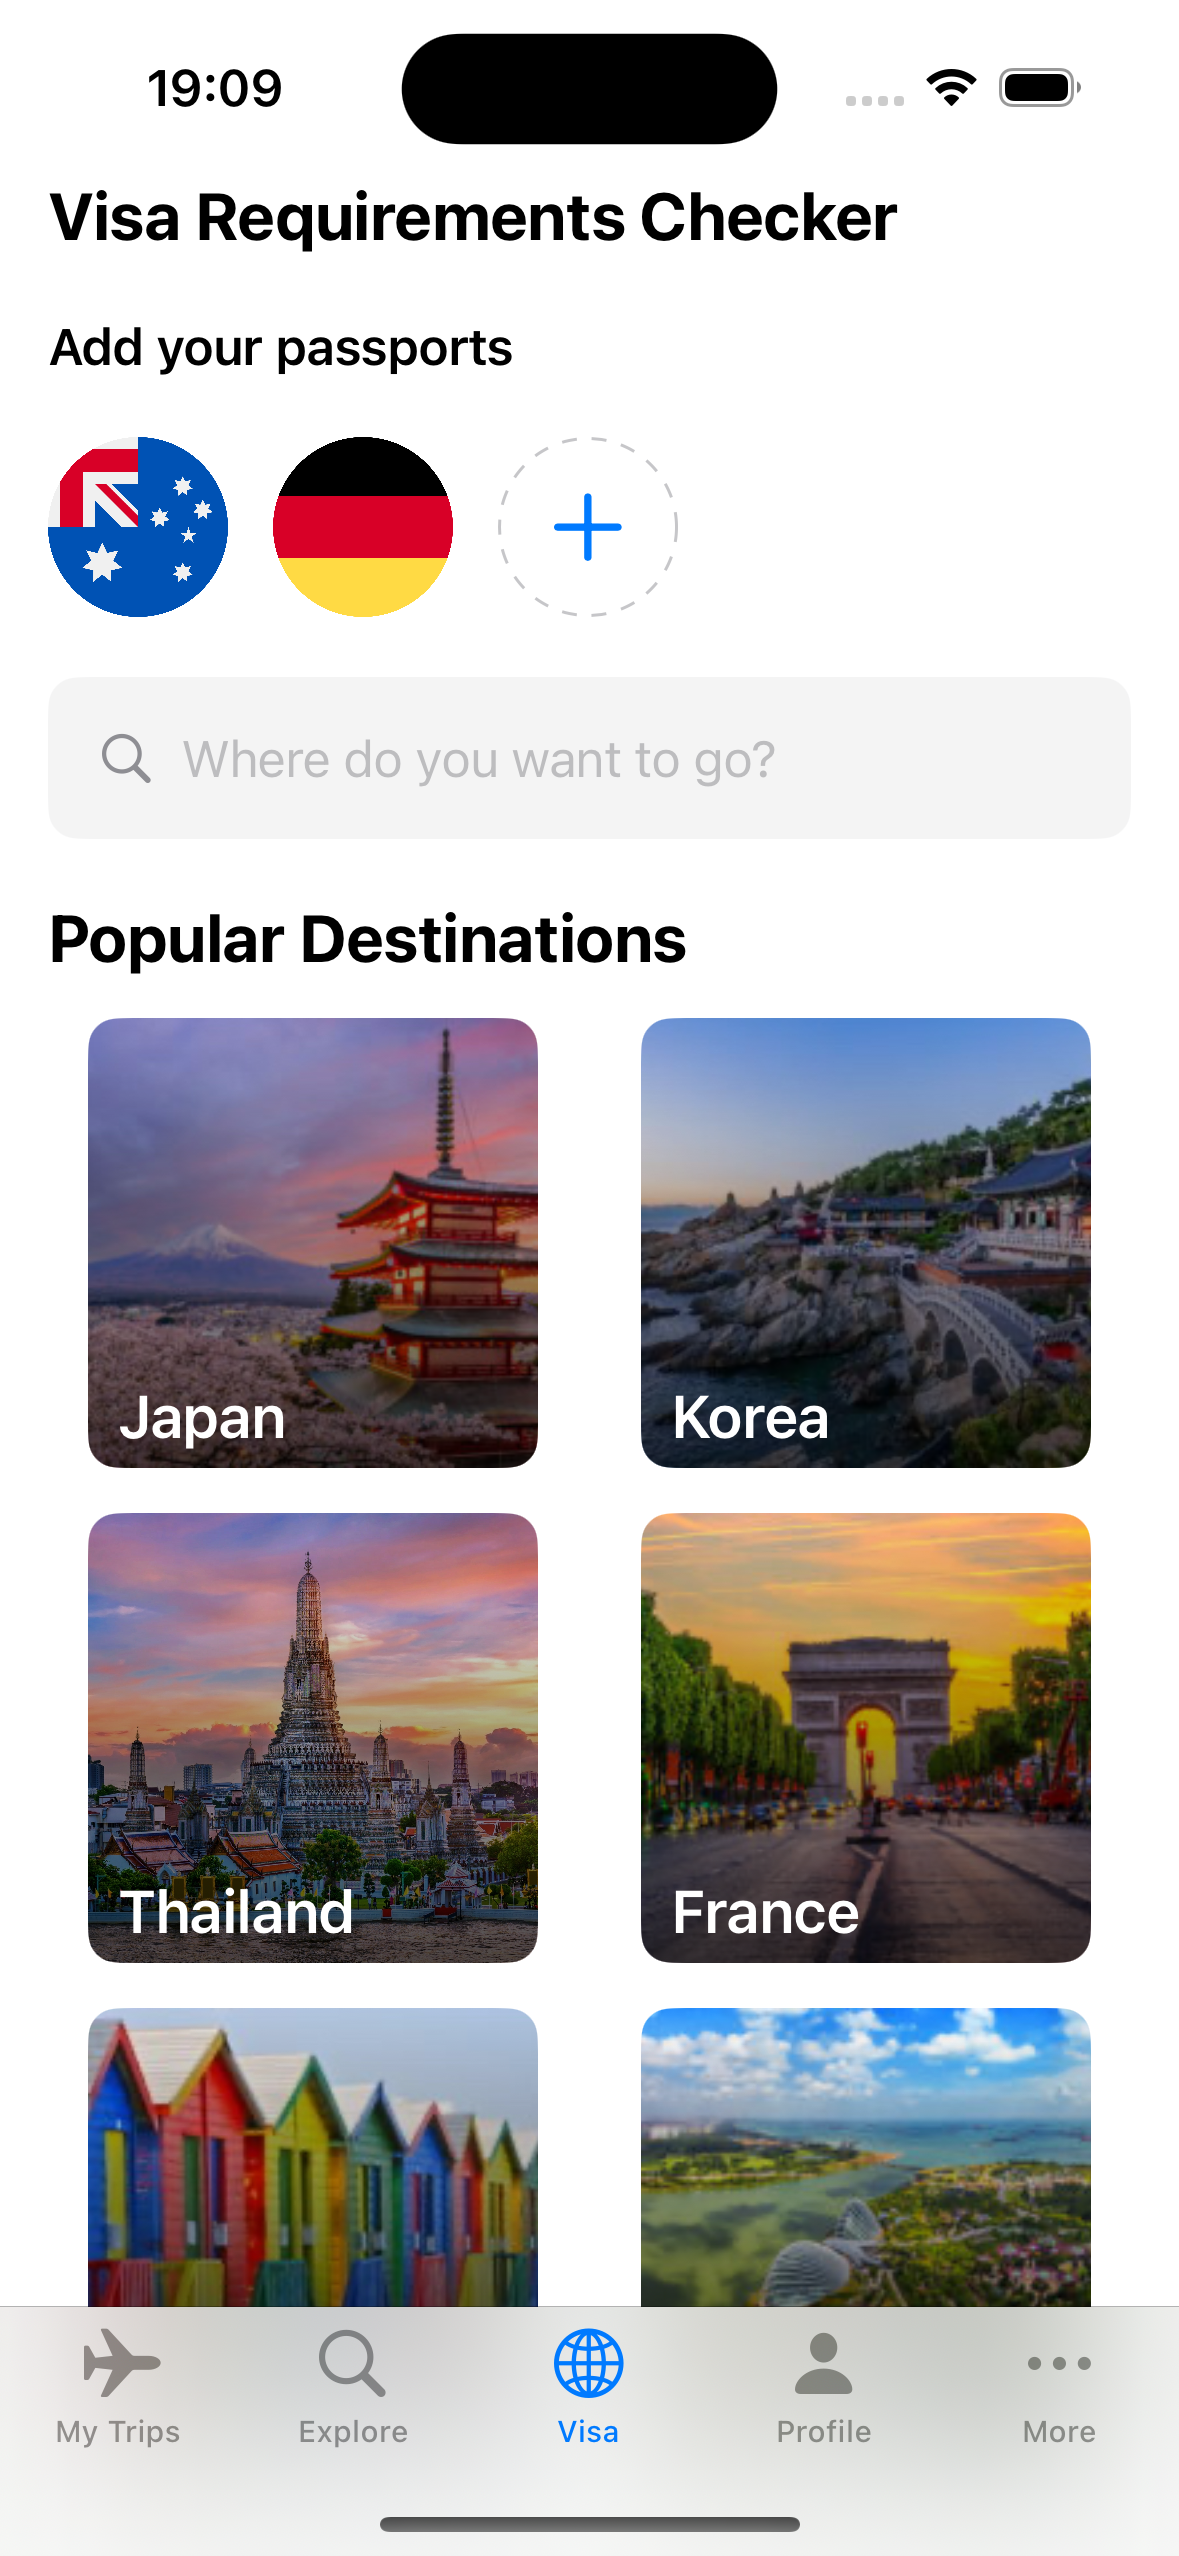 19:09
Visa Requirements Checker
Add your passports
Where do you want to go?
Popular Destinations
Japan
Korea
Thailand
France
My Trips
Explore
Visa
Profile
More